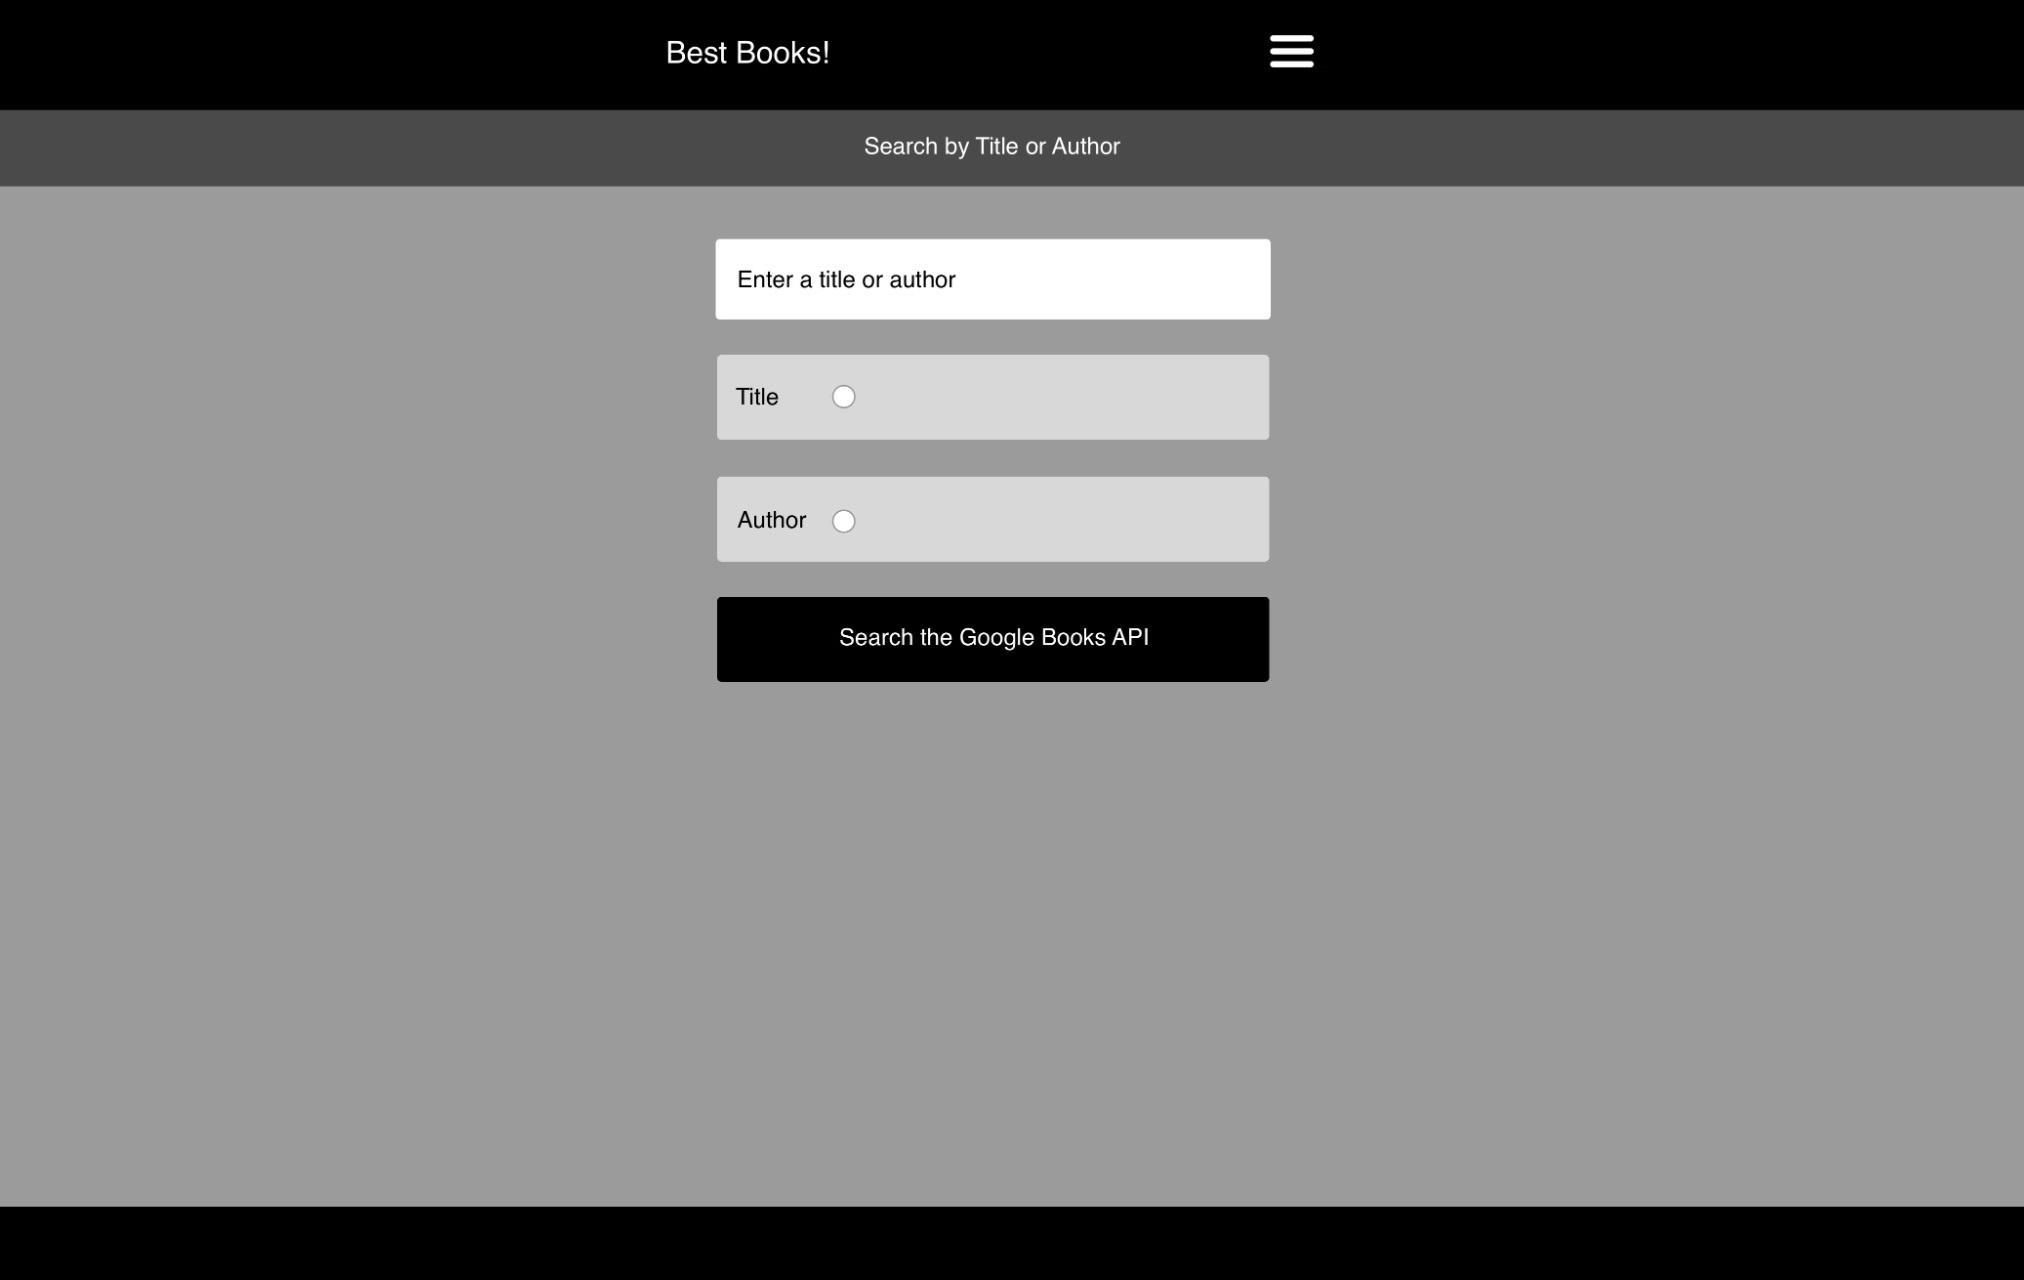 Best Books!
Search by Title or Author
Enter a title or author
Title
Author
Search the Google Books API